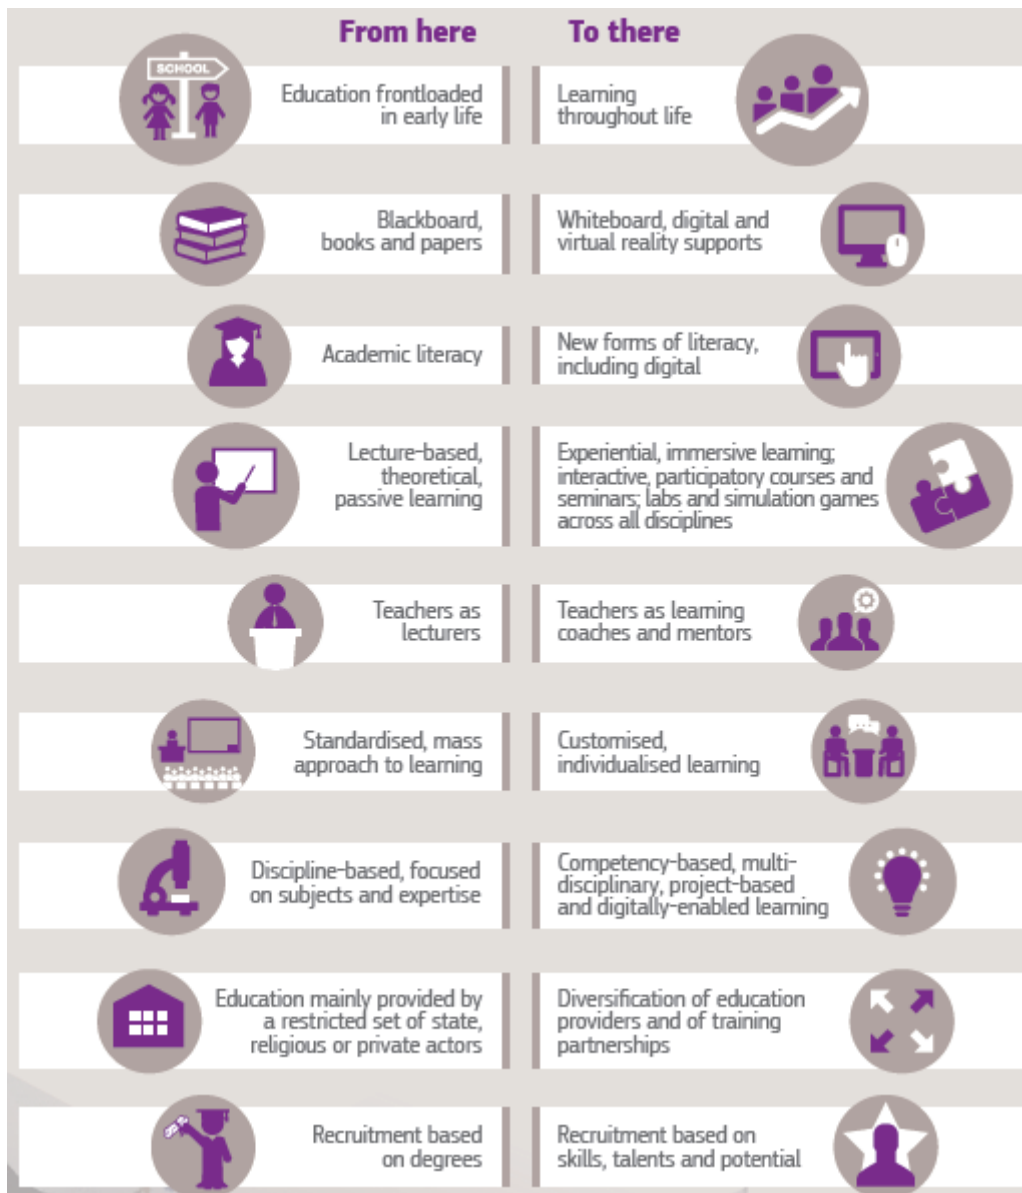 From here
To there
SCHOOL
Education frontloaded
in early life
Learning
throughout life
Blackboard,
books and papers
Whiteboard, digital and
virtual reality supports
Academic literacy
New forms of literacy,
including digital
Lecture-based,
theoretical,
passive learning
Experiential, immersive learning;
interactive, participatory courses and
seminars; labs and simulation games
across all disciplines
Teachers as
lecturers
Teachers as learning
coaches and mentors
Standardised, mass
approach to learning
Customised,
individualised learning
Discipline-based, focused
on subjects and expertise
Competency-based, multi-
disciplinary, project-based
and digitally-enabled learning
Education mainly provided by
a restricted set of state,
religious or private actors
Diversification of education
providers and of training
partnerships
Recruitment based
on degrees
Recruitment based on
skills, talents and potential